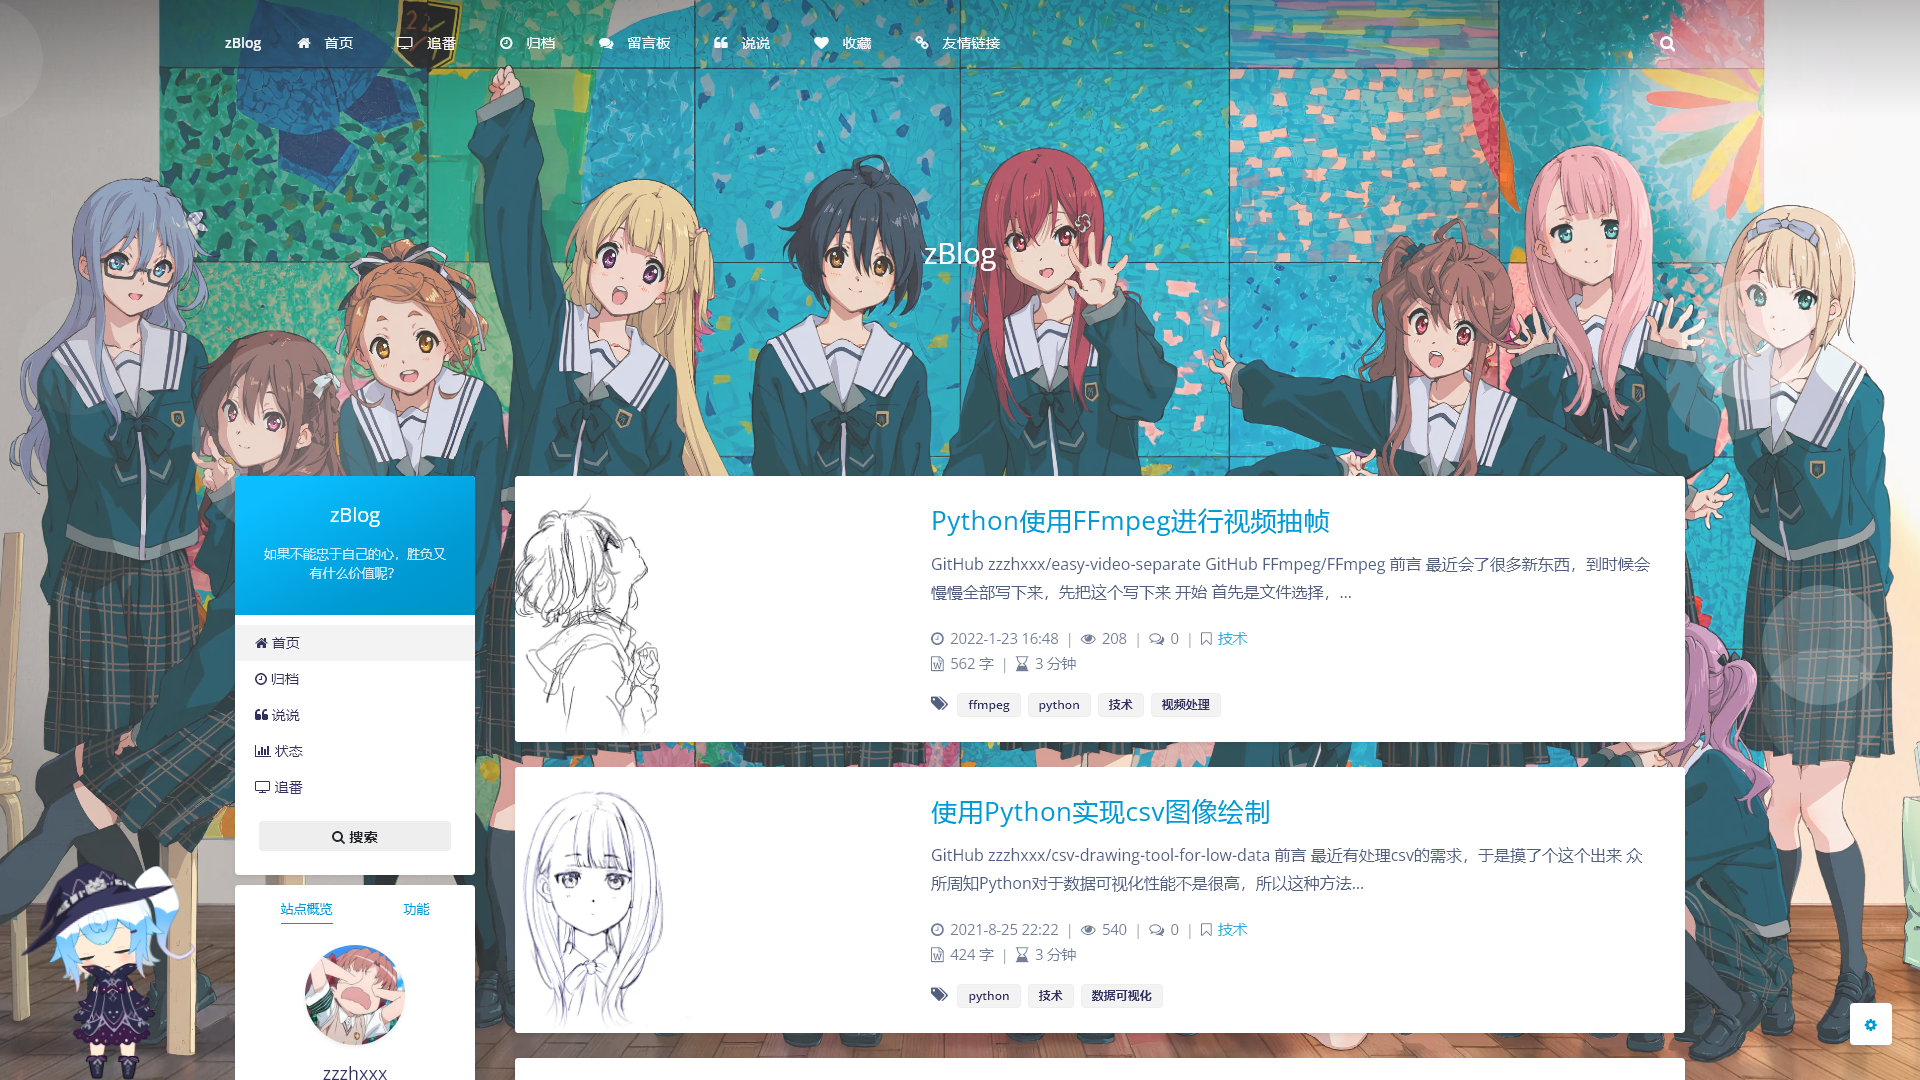 zBlog 首页 追番 归档 留言板 说说 收藏 友情链接
zBlog
zBlog
如果不能忠于自己的心，胜负又
有什么价值呢？
首页
归档
说说
状态
追番
搜索
站点概览 功能
zzzhxxx
Python使用FFmpeg进行视频抽帧
GitHub zzzhxxx/easy-video-separate GitHub FFmpeg/FFmpeg 前言 最近会了很多新东西，到时候会
慢慢全部写下来，先把这个写下来 开始 首先是文件选择，...
2022-1-23 16:48 | 208 | 0 | 技术
562 字 | 3 分钟
ffmpeg python 技术 视频处理
使用Python实现csv图像绘制
GitHub zzzhxxx/csv-drawing-tool-for-low-data 前言 最近有处理csv的需求，于是摸了个这个出来 众
所周知Python对于数据可视化性能不是很高，所以这种方法...
2021-8-25 22:22 | 540 | 0 | 技术
424 字 | 3 分钟
python 技术 数据可视化